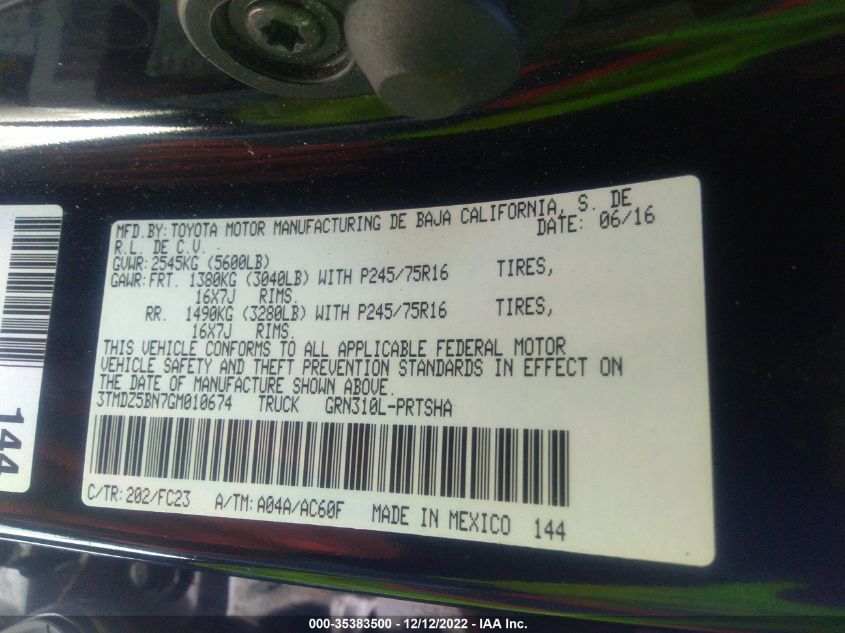 MFD.BY: TOYOTA MOTOR MANUFACTURING DE BAJA CALIFORNIA, S. DE
R.L. DE C.V. DATE: 06/16
GVWR: 2545KG (5600LB)
GAWR: FRT. 1380KG (3040LB) WITH P245/75R16 TIRES,
16X7J RIMS.
RR. 1490KG (3280LB) WITH P245/75R16 TIRES,
16X7J RIMS.
THIS VEHICLE CONFORMS TO ALL APPLICABLE FEDERAL MOTOR
VEHICLE SAFETY AND THEFT PREVENTION STANDARDS IN EFFECT ON
THE DATE OF MANUFACTURE SHOWN ABOVE.
3TMDZ5BN7GM010674 TRUCK GRN310L-PRTSHA
C/TR: 202/FC23 A/TM: A04A/AC60F MADE IN MEXICO 144
144
000-35383500 - 12/12/2022 - IAA Inc.